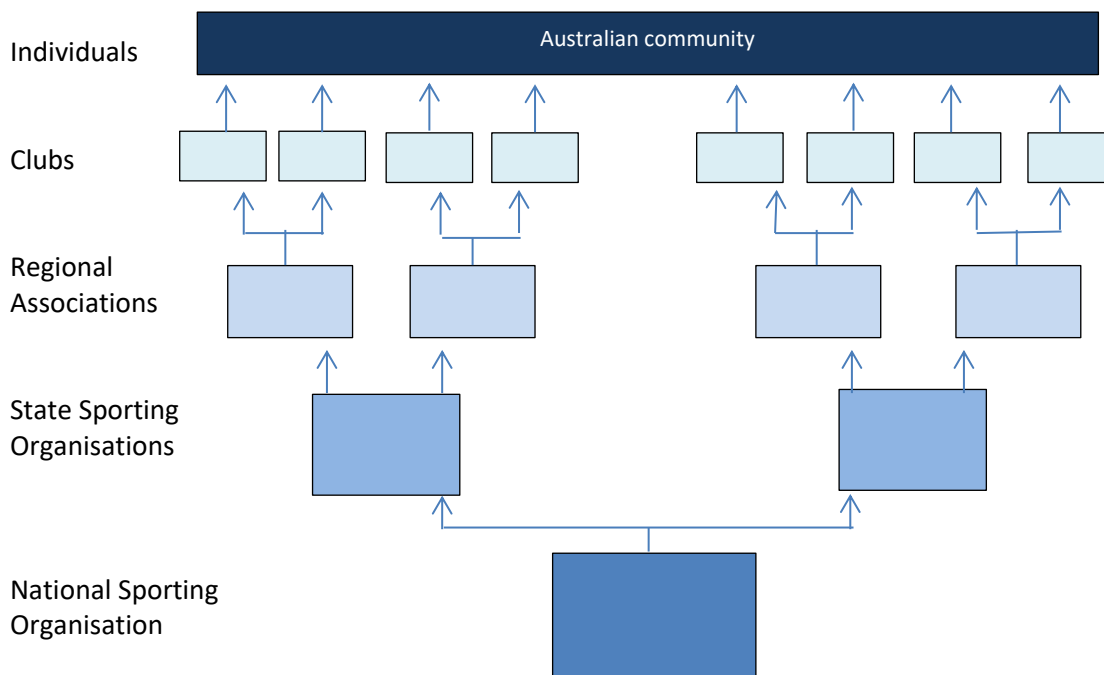 Individuals
Australian community
Clubs
Regional
Associations
State Sporting
Organisations
National Sporting
Organisation